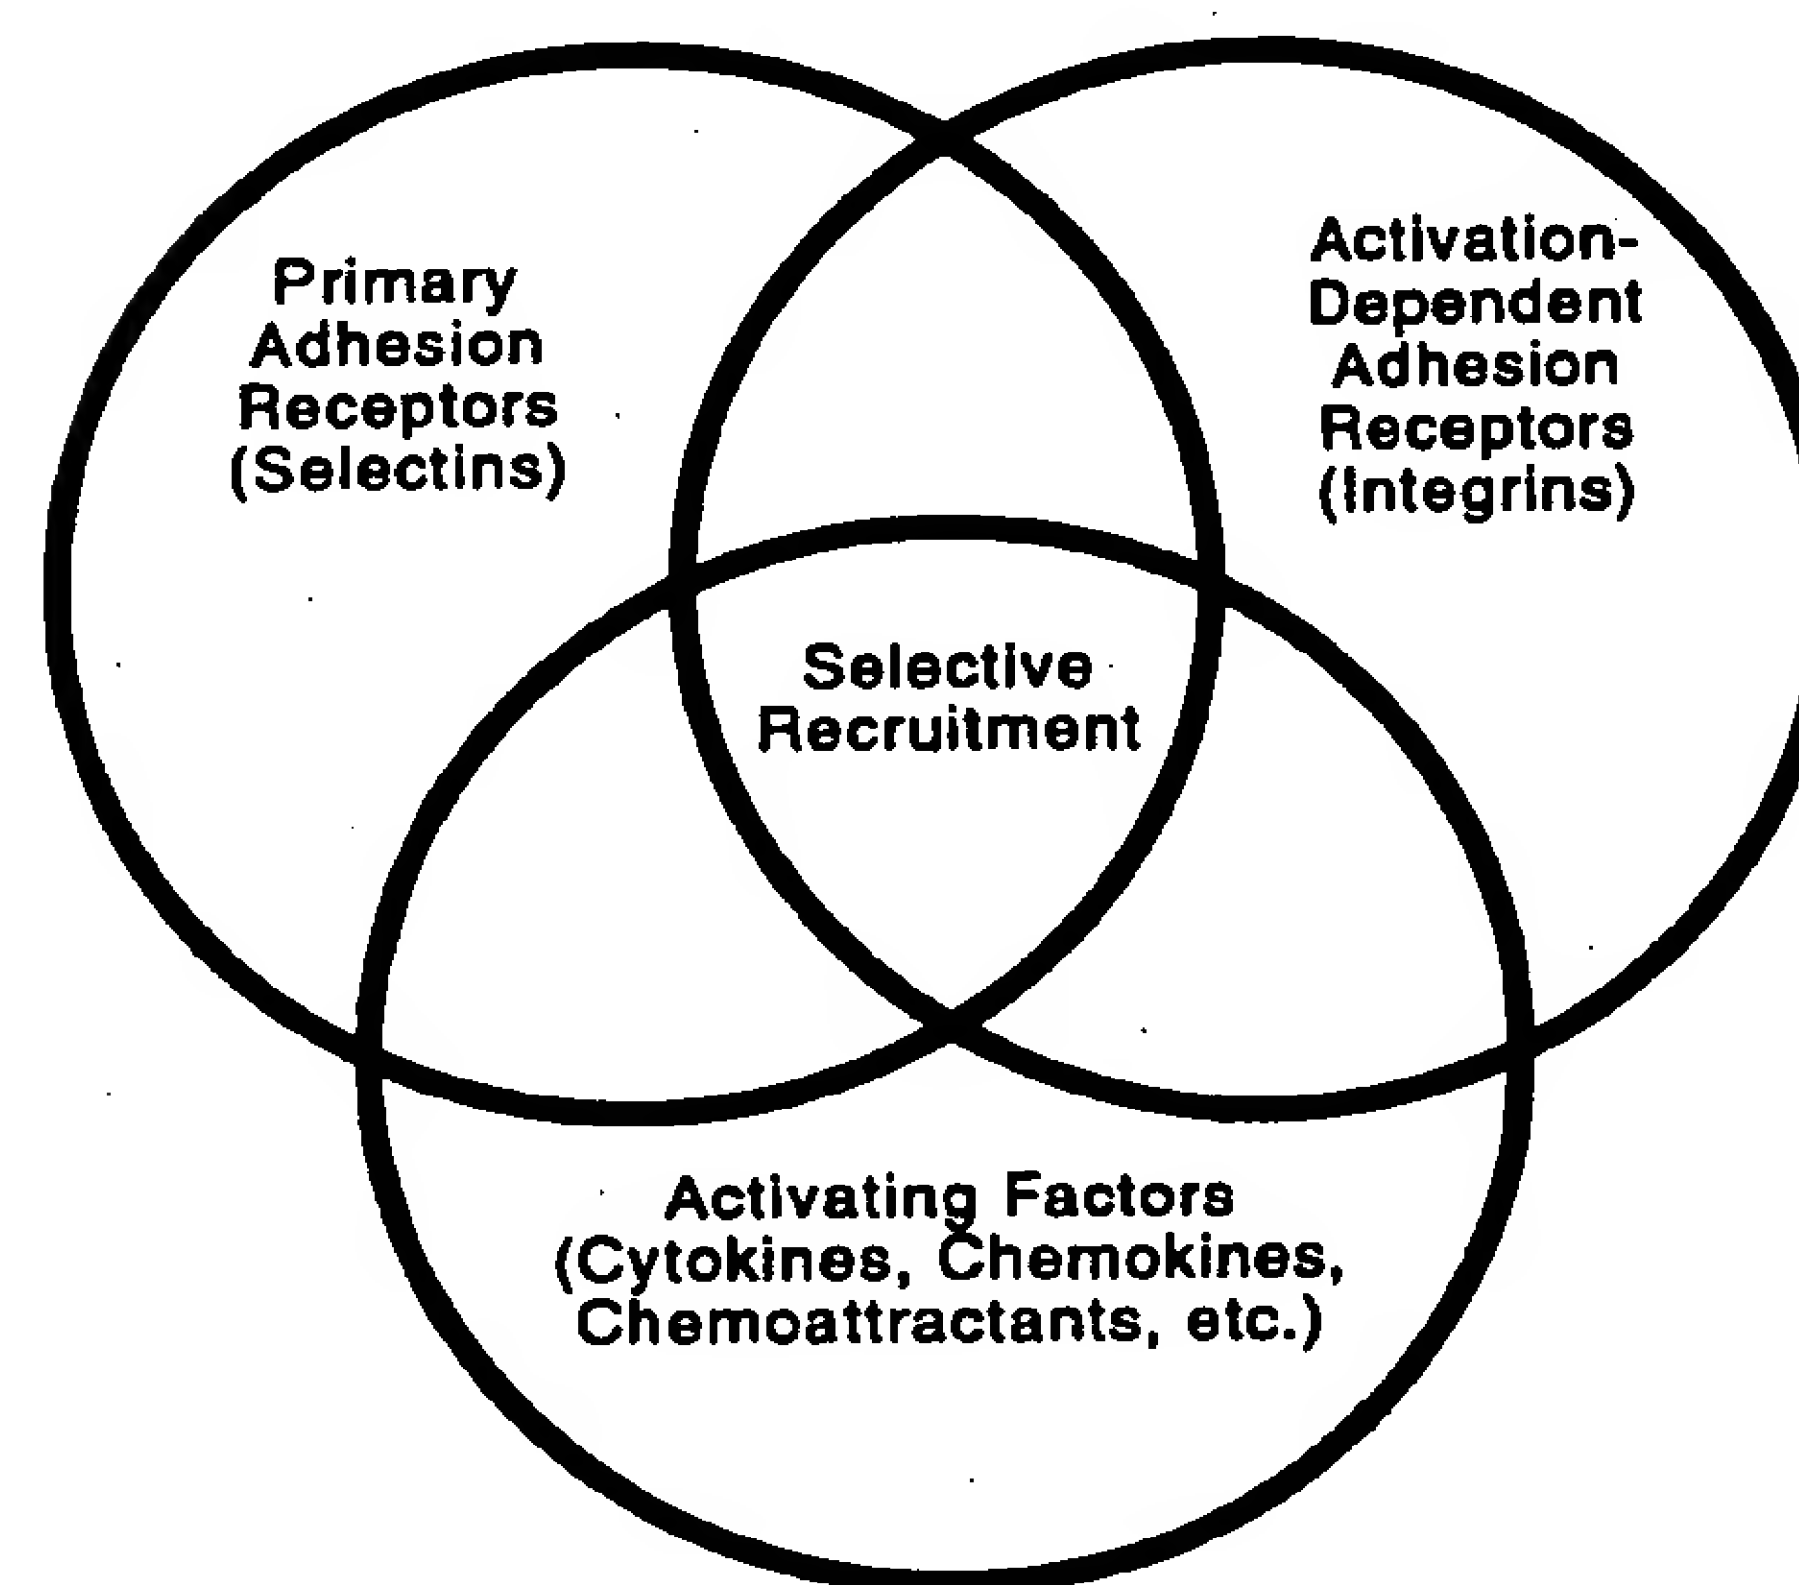 Primary
Adhesion
Receptors
(Selectins)
Activation-
Dependent
Adhesion
Receptors
(Integrins)
Selective
Recruitment
Activating Factors
(Cytokines, Chemokines,
Chemoattractants, etc.)